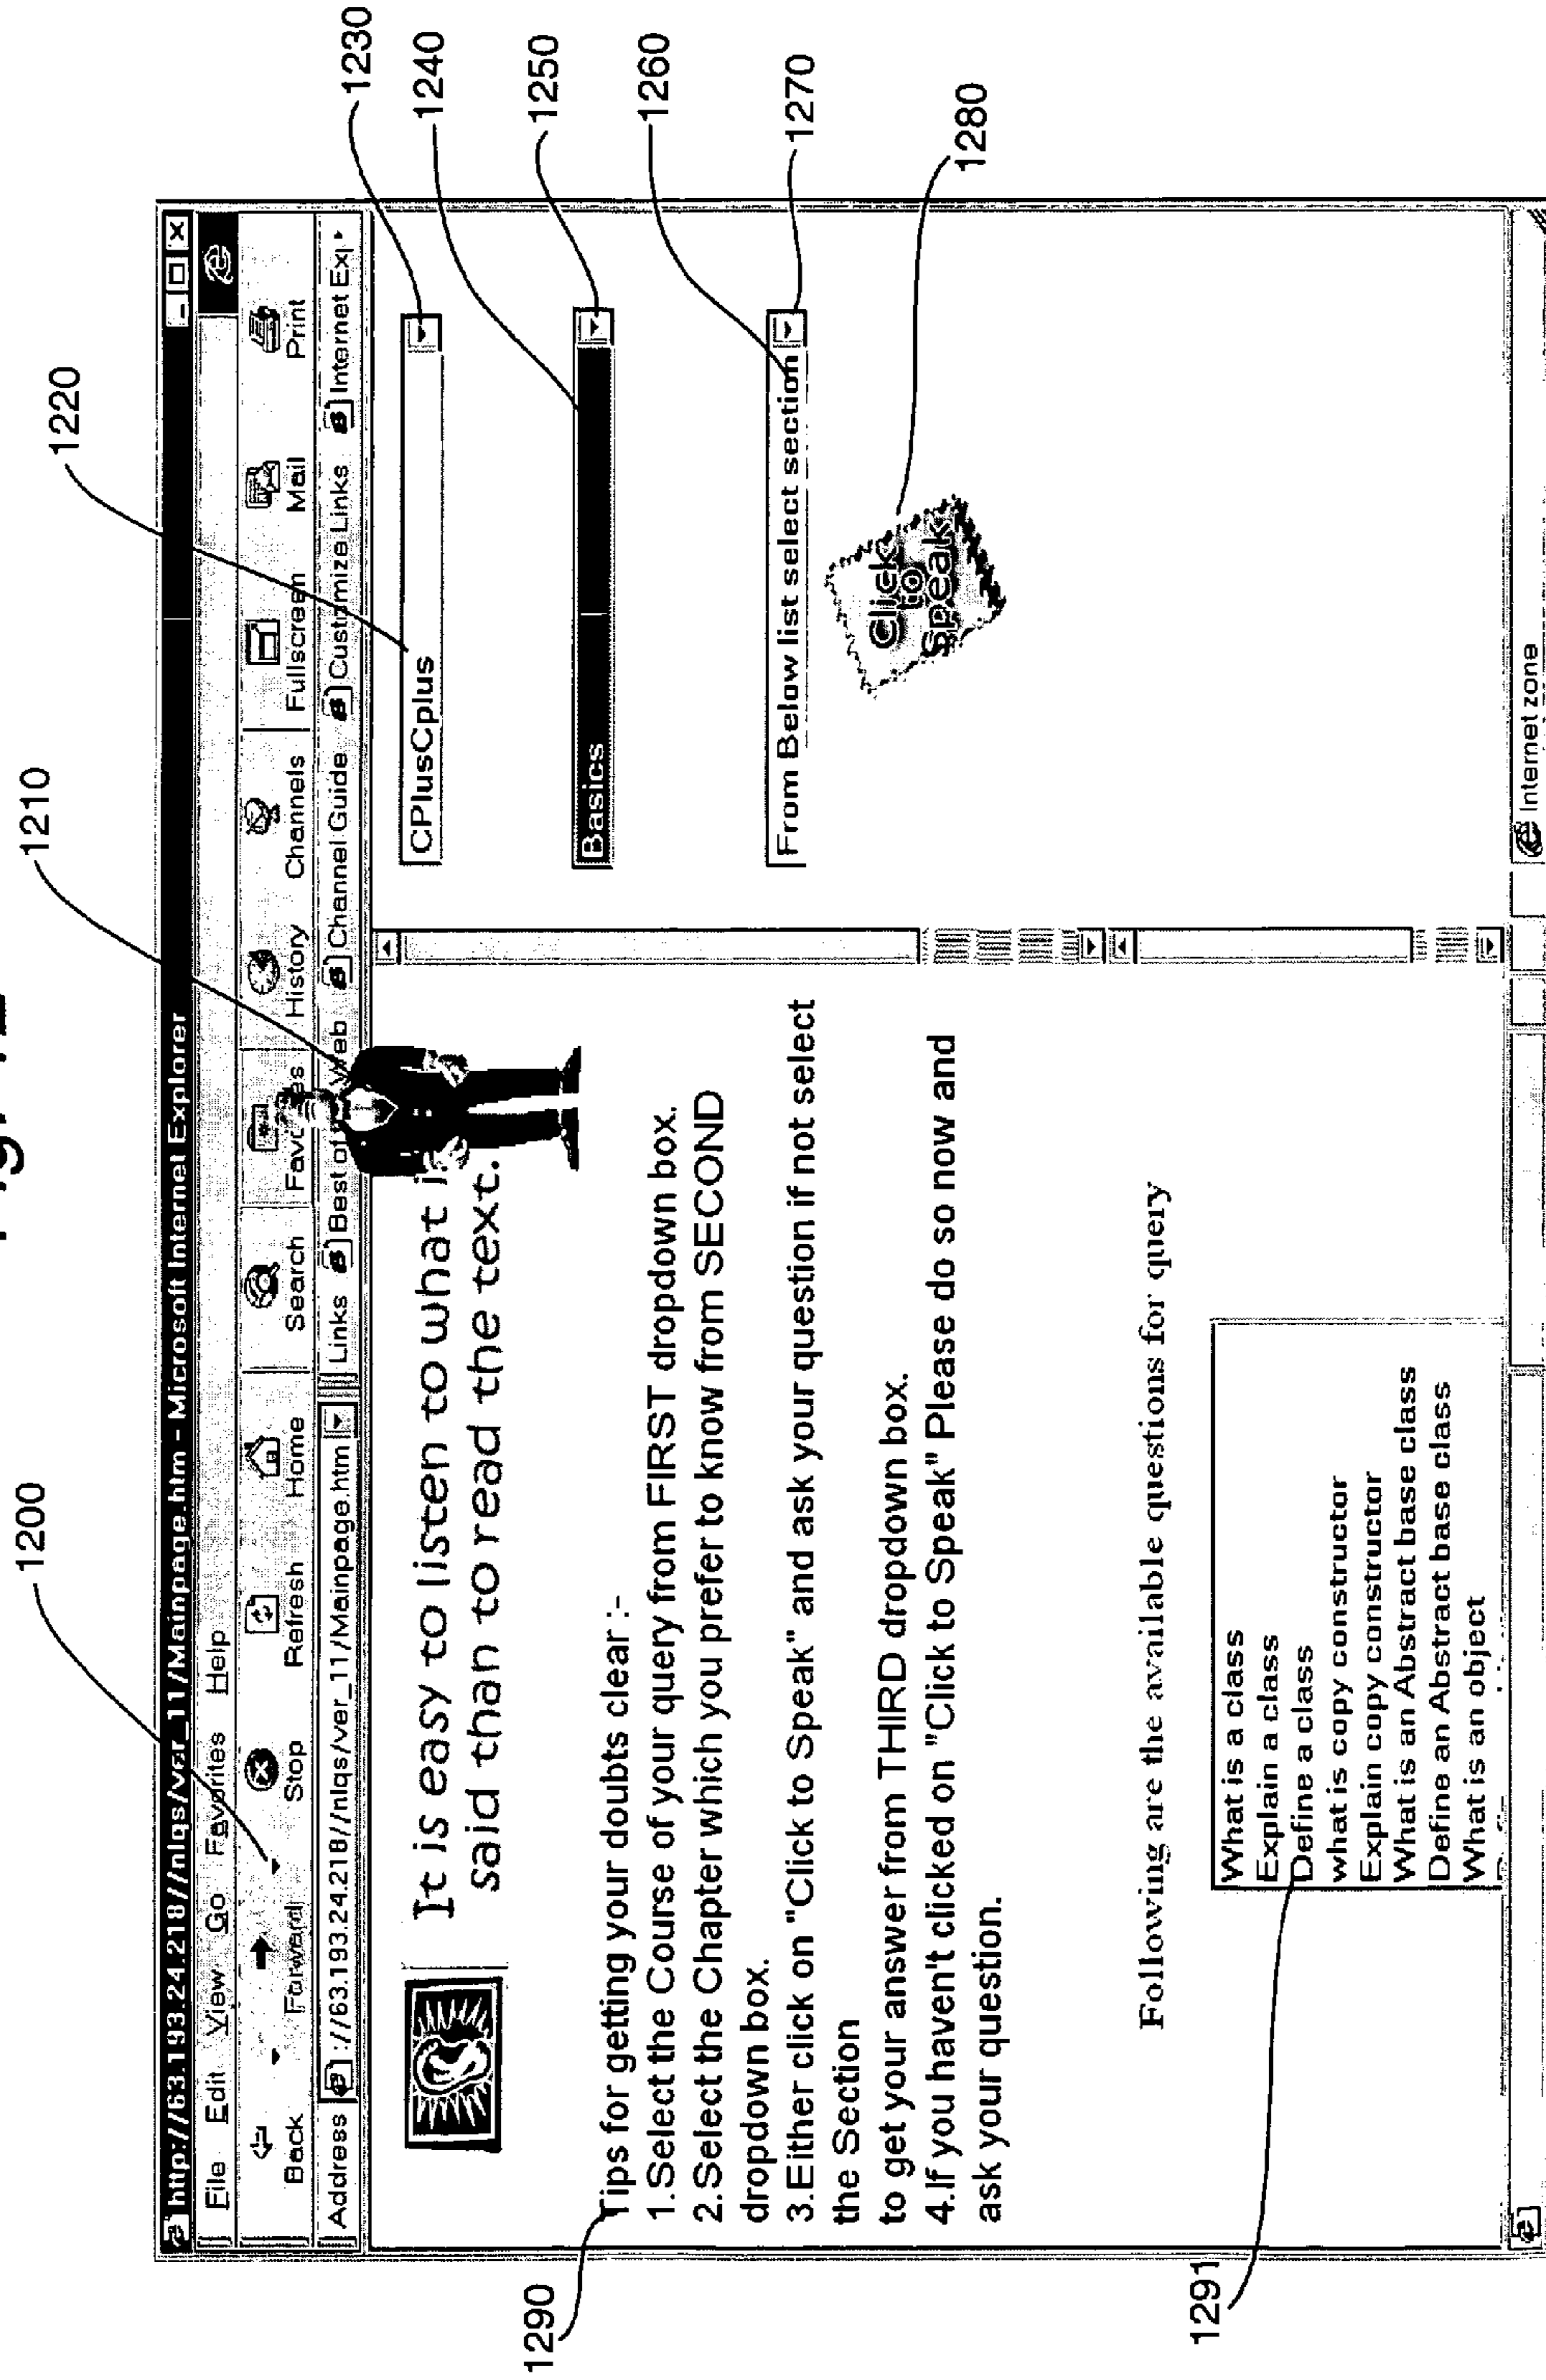 1200
1210
1220
http://63.193.24.218//nlqs/ver_11/Mainpage.htm - Microsoft Internet Explorer
File Edit View Go Favorites Help
Back Forward Stop Refresh Home Search Favorites History Channels Fullscreen Mail Print
Address ://63.193.24.218//nlqs/ver_11/Mainpage.htm Links Best of the Web Channel Guide Customize Links Internet Exp
It is easy to listen to what i
said than to read the text.
CPlusCplus
1230
Basics
1240
1250
From Below list select section
1260
1270
Click
to
speak
1280
1290
Tips for getting your doubts clear :-
1.Select the Course of your query from FIRST dropdown box.
2.Select the Chapter which you prefer to know from SECOND
dropdown box.
3.Either click on "Click to Speak" and ask your question if not select
the Section
to get your answer from THIRD dropdown box.
4.If you haven't clicked on "Click to Speak" Please do so now and
ask your question.
Following are the available questions for query
1291
What is a class
Explain a class
Define a class
what is copy constructor
Explain copy constructor
What is an Abstract base class
Define an Abstract base class
What is an object
Internet zone